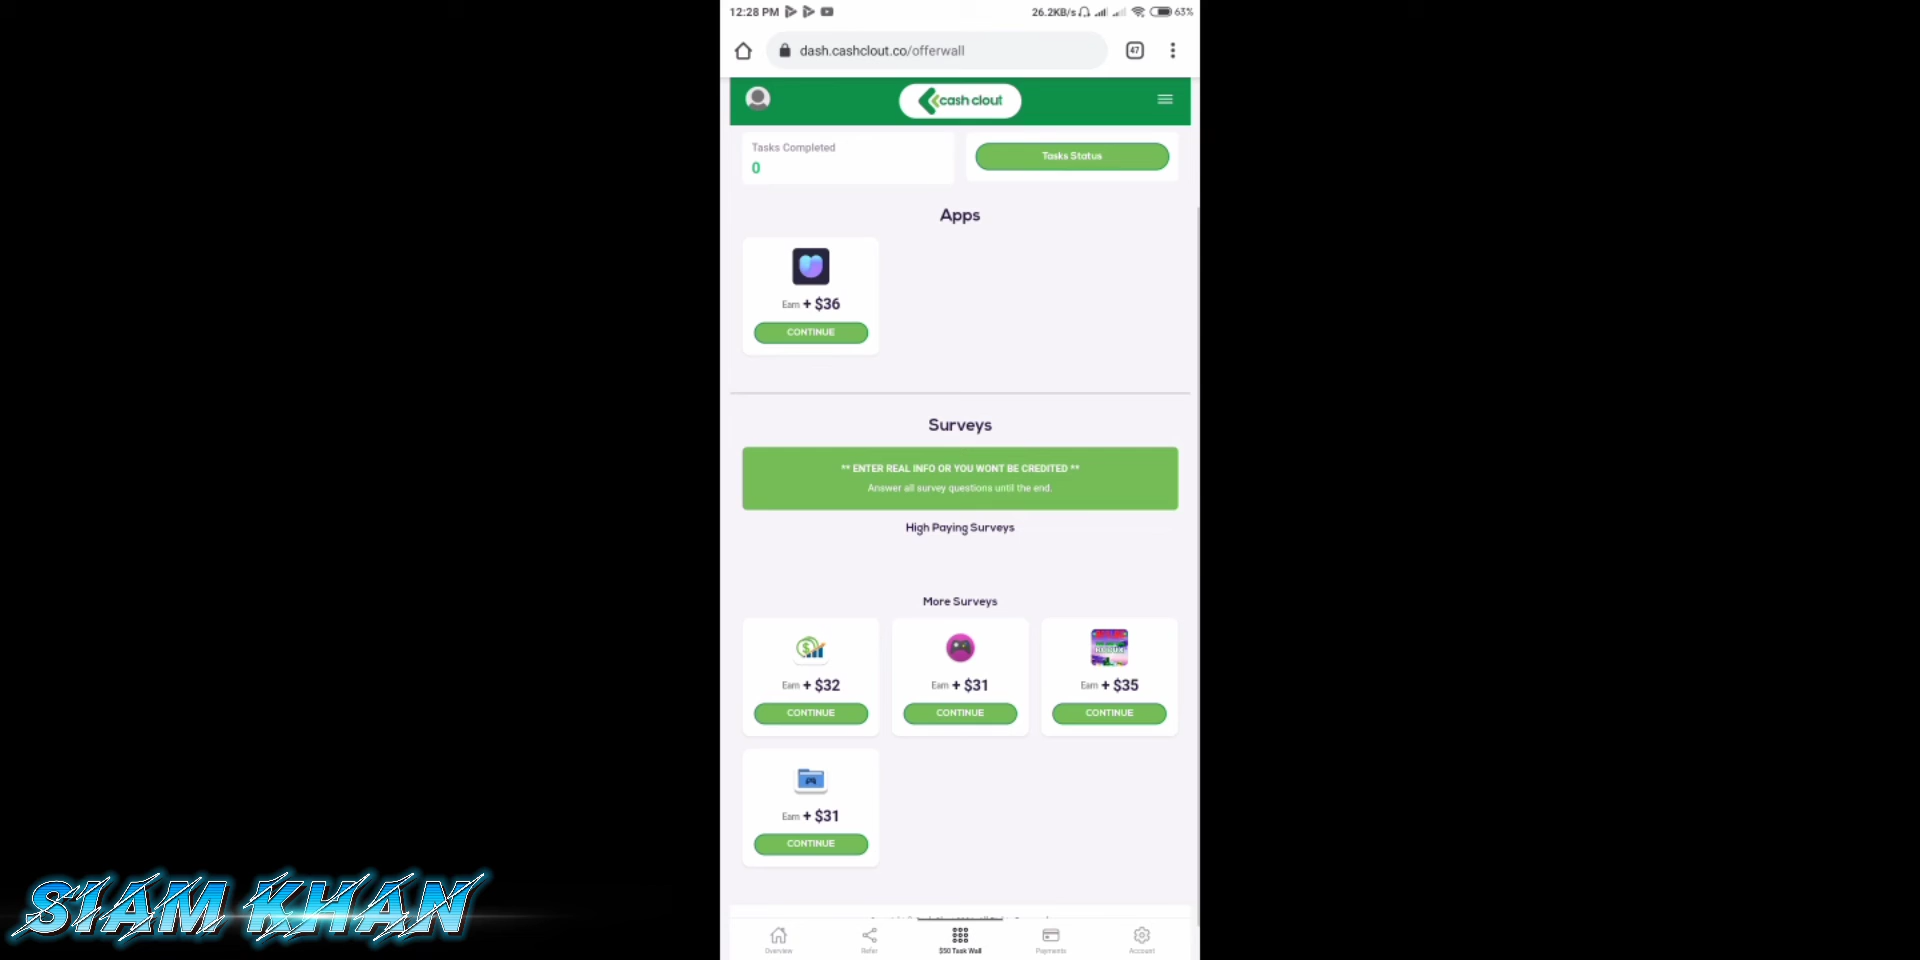 12:28 PM
26.2KB/s
63%
dash.cashclout.co/offerwall
47
cash clout
Tasks Completed
0
Tasks Status
Apps
Earn + $36
CONTINUE
Surveys
** ENTER REAL INFO OR YOU WONT BE CREDITED **
Answer all survey questions until the end.
High Paying Surveys
More Surveys
Earn + $32
Earn + $31
Earn + $35
CONTINUE
CONTINUE
CONTINUE
Earn + $31
CONTINUE
Overview
Refer
$50 Task Wall
Payments
Account
SIAM KHAN